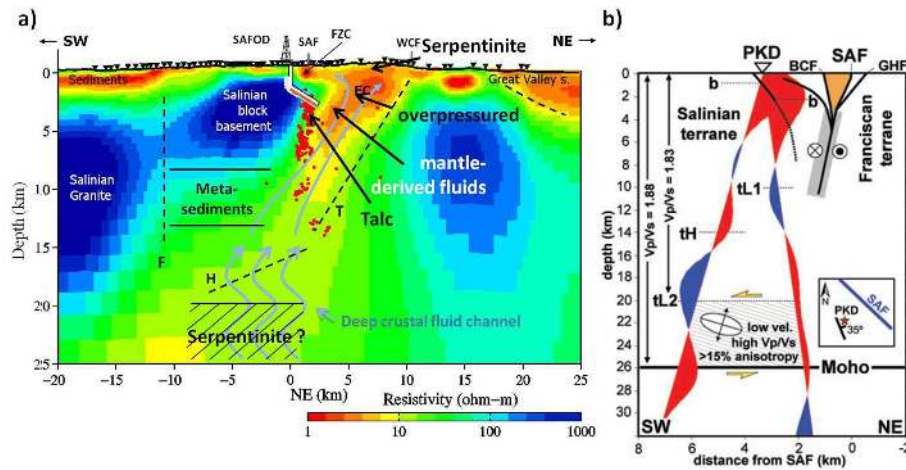 a)
SW
SAFOD
SAF
FZC
WCF
Serpentinite
NE
Sediments
Great Valley s.
Salinian
block
basement
EC
overpressured
mantle-
derived fluids
Salinian
Granite
Meta-
sediments
Talc
T
F
H
Deep crustal fluid channel
Serpentinite ?
Depth (km)
0
5
10
15
20
25
-20
-15
-10
-5
0
5
10
15
20
25
NE (km)
Resistivity (ohm-m)
1
10
100
1000
b)
PKD
BCF
SAF
GHF
b
b
Salinian
terrane
Franciscan
terrane
Vp/Vs = 1.88
Vp/Vs = 1.83
tL1
tH
tL2
low vel.
high Vp/Vs
>15% anisotropy
N
SAF
PKD
35°
Moho
SW
NE
depth (km)
0
2
4
6
8
10
12
14
16
18
20
22
24
26
28
30
8
6
4
2
0
-2
distance from SAF (km)